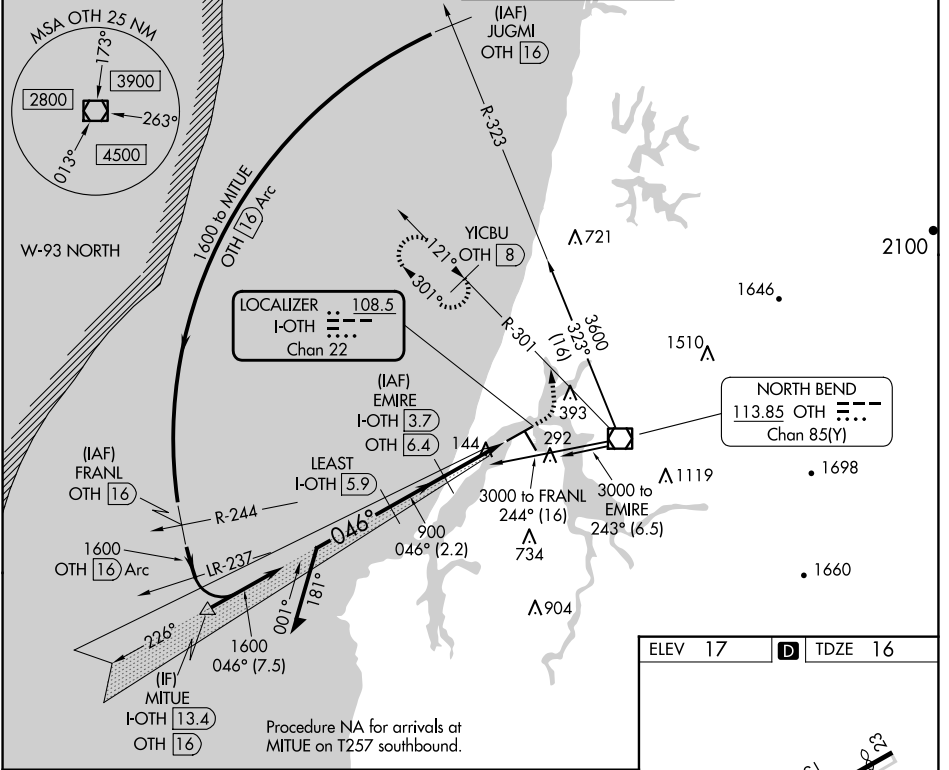 MSA OTH 25 NM
173°
3900
2800
263°
013°
4500
W-93 NORTH
(IAF)
JUGMI
OTH 16
R-323
1600 to MITUE
OTH 16 Arc
YICBU
OTH 8
121°
301°
R-301
721
2100
1646
3600
323°
(16)
1510
LOCALIZER 108.5
I-OTH
Chan 22
(IAF)
EMIRE
I-OTH 3.7
OTH 6.4
393
NORTH BEND
113.85 OTH
Chan 85(Y)
144
292
(IAF)
FRANL
OTH 16
LEAST
I-OTH 5.9
1119
1698
R-244
046°
3000 to FRANL
244° (16)
3000 to
EMIRE
243° (6.5)
900
046° (2.2)
734
1600
OTH 16 Arc
LR-237
1660
001°
181°
904
226°
1600
046° (7.5)
(IF)
MITUE
I-OTH 13.4
OTH 16
Procedure NA for arrivals at
MITUE on T257 southbound.
ELEV 17 D TDZE 16
23